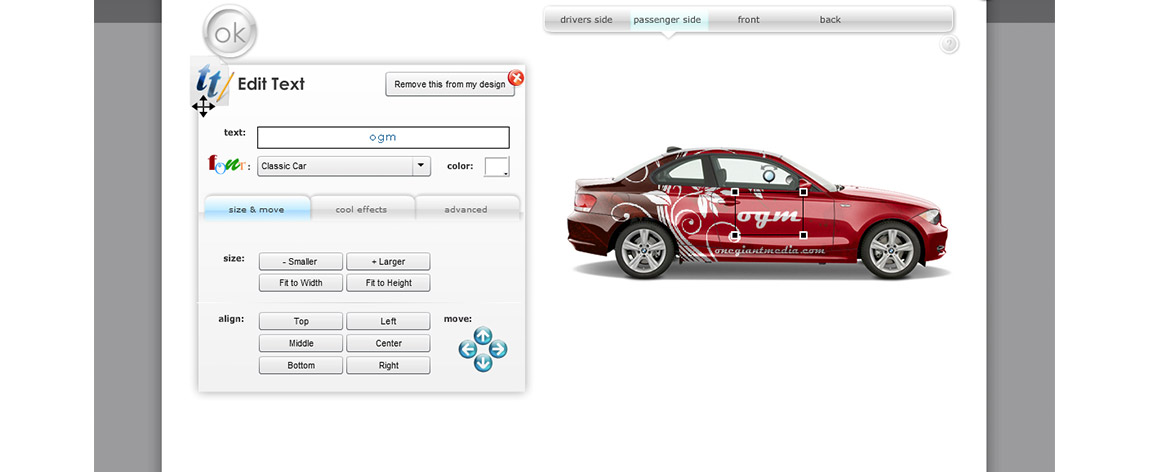 ok
drivers side
passenger side
front
back
?
tt
Edit Text
Remove this from my design
text:
ogm
font:
Classic Car
color:
size & move
cool effects
advanced
size:
- Smaller
+ Larger
Fit to Width
Fit to Height
align:
Top
Left
move:
Middle
Center
Bottom
Right
ogm
onegiantmedia.com